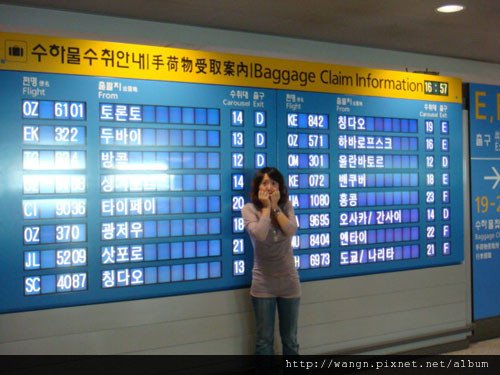 수하물수취안내|手荷物受取案内|Baggage Claim Information 16:57
편명 출발지 수취대 출구 편명 출발지 수취대 출구
Flight From Carousel Exit Flight From Carousel Exit
OZ 6101 토론토 14 D KE 842 칭다오 19 E
EK 322 두바이 13 D OZ 571 하바로프스크 16 E
방콕 12 D OM 301 울란바토르 12 D
14 KE 072 벤쿠버 18 E
CI 9036 타이페이 2 홍콩 23 F
OZ 370 광저우 18 9695 오사카/간사이 14 D
JL 5209 삿포로 21 8404 옌타이 22 F
SC 4087 칭다오 13 6973 도쿄/나리타 21 F
출구
E,
19-2
http://wangn.pixnet.net/album